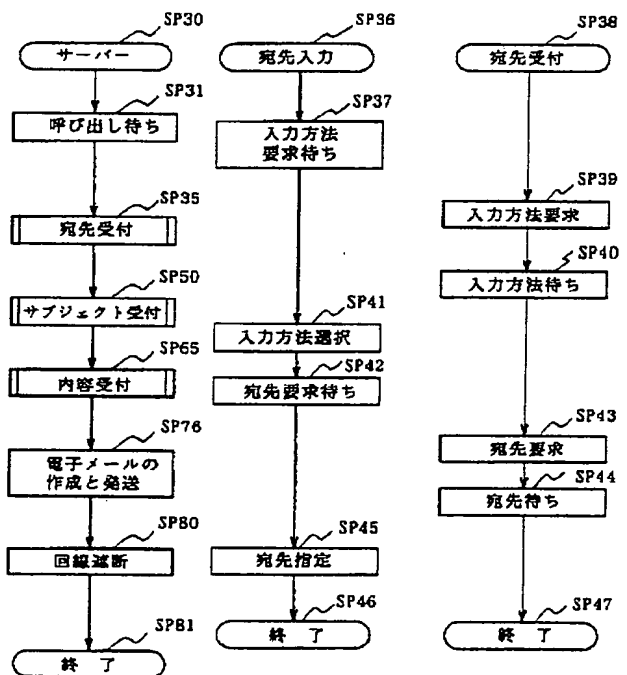 SP30
サーバー
SP31
呼び出し待ち
SP35
宛先受付
SP50
サブジェクト受付
SP65
内容受付
SP76
電子メールの
作成と発送
SP80
回線遮断
SP81
終 了
SP36
宛先入力
SP37
入力方法
要求待ち
SP41
入力方法選択
SP42
宛先要求待ち
SP45
宛先指定
SP46
終 了
SP38
宛先受付
SP39
入力方法要求
SP40
入力方法待ち
SP43
宛先要求
SP44
宛先待ち
SP47
終 了